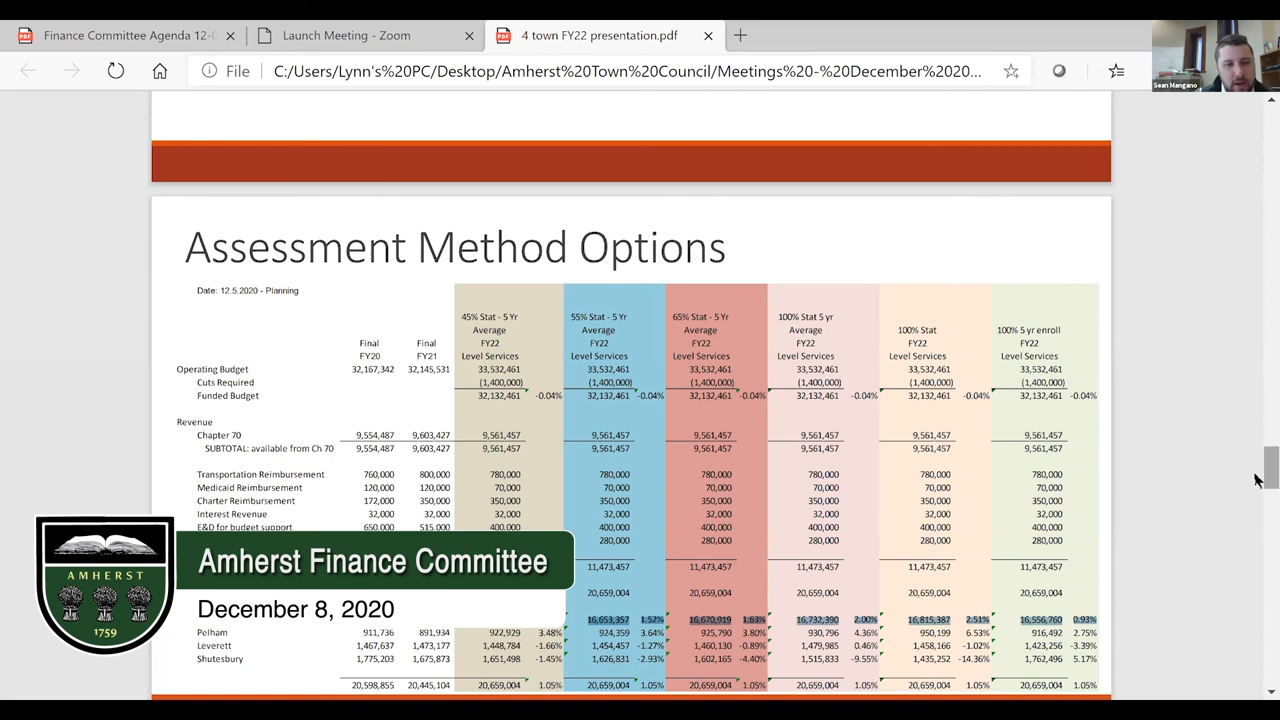 Finance Committee Agenda 12-0
Launch Meeting - Zoom
4 town FY22 presentation.pdf
File
C:/Users/Lynn's%20PC/Desktop/Amherst%20Town%20Council/Meetings%20-%20December%2020...
Sean Mangano
Assessment Method Options
Date: 12.5.2020 - Planning
45% Stat - 5 Yr 55% Stat - 5 Yr 65% Stat - 5 Yr 100% Stat 5 yr
Average Average Average Average 100% Stat 100% 5 yr enroll
Final Final FY22 FY22 FY22 FY22 FY22 FY22
FY20 FY21 Level Services Level Services Level Services Level Services Level Services Level Services
Operating Budget 32,167,342 32,145,531 33,532,461 33,532,461 33,532,461 33,532,461 33,532,461 33,532,461
Cuts Required (1,400,000) (1,400,000) (1,400,000) (1,400,000) (1,400,000) (1,400,000)
Funded Budget 32,132,461 -0.04% 32,132,461 -0.04% 32,132,461 -0.04% 32,132,461 -0.04% 32,132,461 -0.04% 32,132,461 -0.04%
Revenue
Chapter 70 9,554,487 9,603,427 9,561,457 9,561,457 9,561,457 9,561,457 9,561,457 9,561,457
SUBTOTAL: available from Ch 70 9,554,487 9,603,427 9,561,457 9,561,457 9,561,457 9,561,457 9,561,457 9,561,457
Transportation Reimbursement 760,000 800,000 780,000 780,000 780,000 780,000 780,000 780,000
Medicaid Reimbursement 120,000 120,000 70,000 70,000 70,000 70,000 70,000 70,000
Charter Reimbursement 172,000 350,000 350,000 350,000 350,000 350,000 350,000 350,000
Interest Revenue 32,000 32,000 32,000 32,000 32,000 32,000 32,000 32,000
E&D for budget support 650,000 515,000 400,000 400,000 400,000 400,000 400,000 400,000
280,000 280,000 280,000 280,000 280,000
11,473,457 11,473,457 11,473,457 11,473,457 11,473,457
20,659,004 20,659,004 20,659,004 20,659,004 20,659,004
16,653,357 1.52% 16,670,919 1.63% 16,732,390 2.00% 16,815,387 2.51% 16,556,760 0.93%
Pelham 911,736 891,934 922,929 3.48% 924,359 3.64% 925,790 3.80% 930,796 4.36% 950,199 6.53% 916,492 2.75%
Leverett 1,467,637 1,473,177 1,448,784 -1.66% 1,454,457 -1.27% 1,460,130 -0.89% 1,479,985 0.46% 1,458,166 -1.02% 1,423,256 -3.39%
Shutesbury 1,775,203 1,675,873 1,651,498 -1.45% 1,626,831 -2.93% 1,602,165 -4.40% 1,515,833 -9.55% 1,435,252 -14.36% 1,762,496 5.17%
20,598,855 20,445,104 20,659,004 1.05% 20,659,004 1.05% 20,659,004 1.05% 20,659,004 1.05% 20,659,004 1.05% 20,659,004 1.05%
AMHERST
1759
Amherst Finance Committee
December 8, 2020